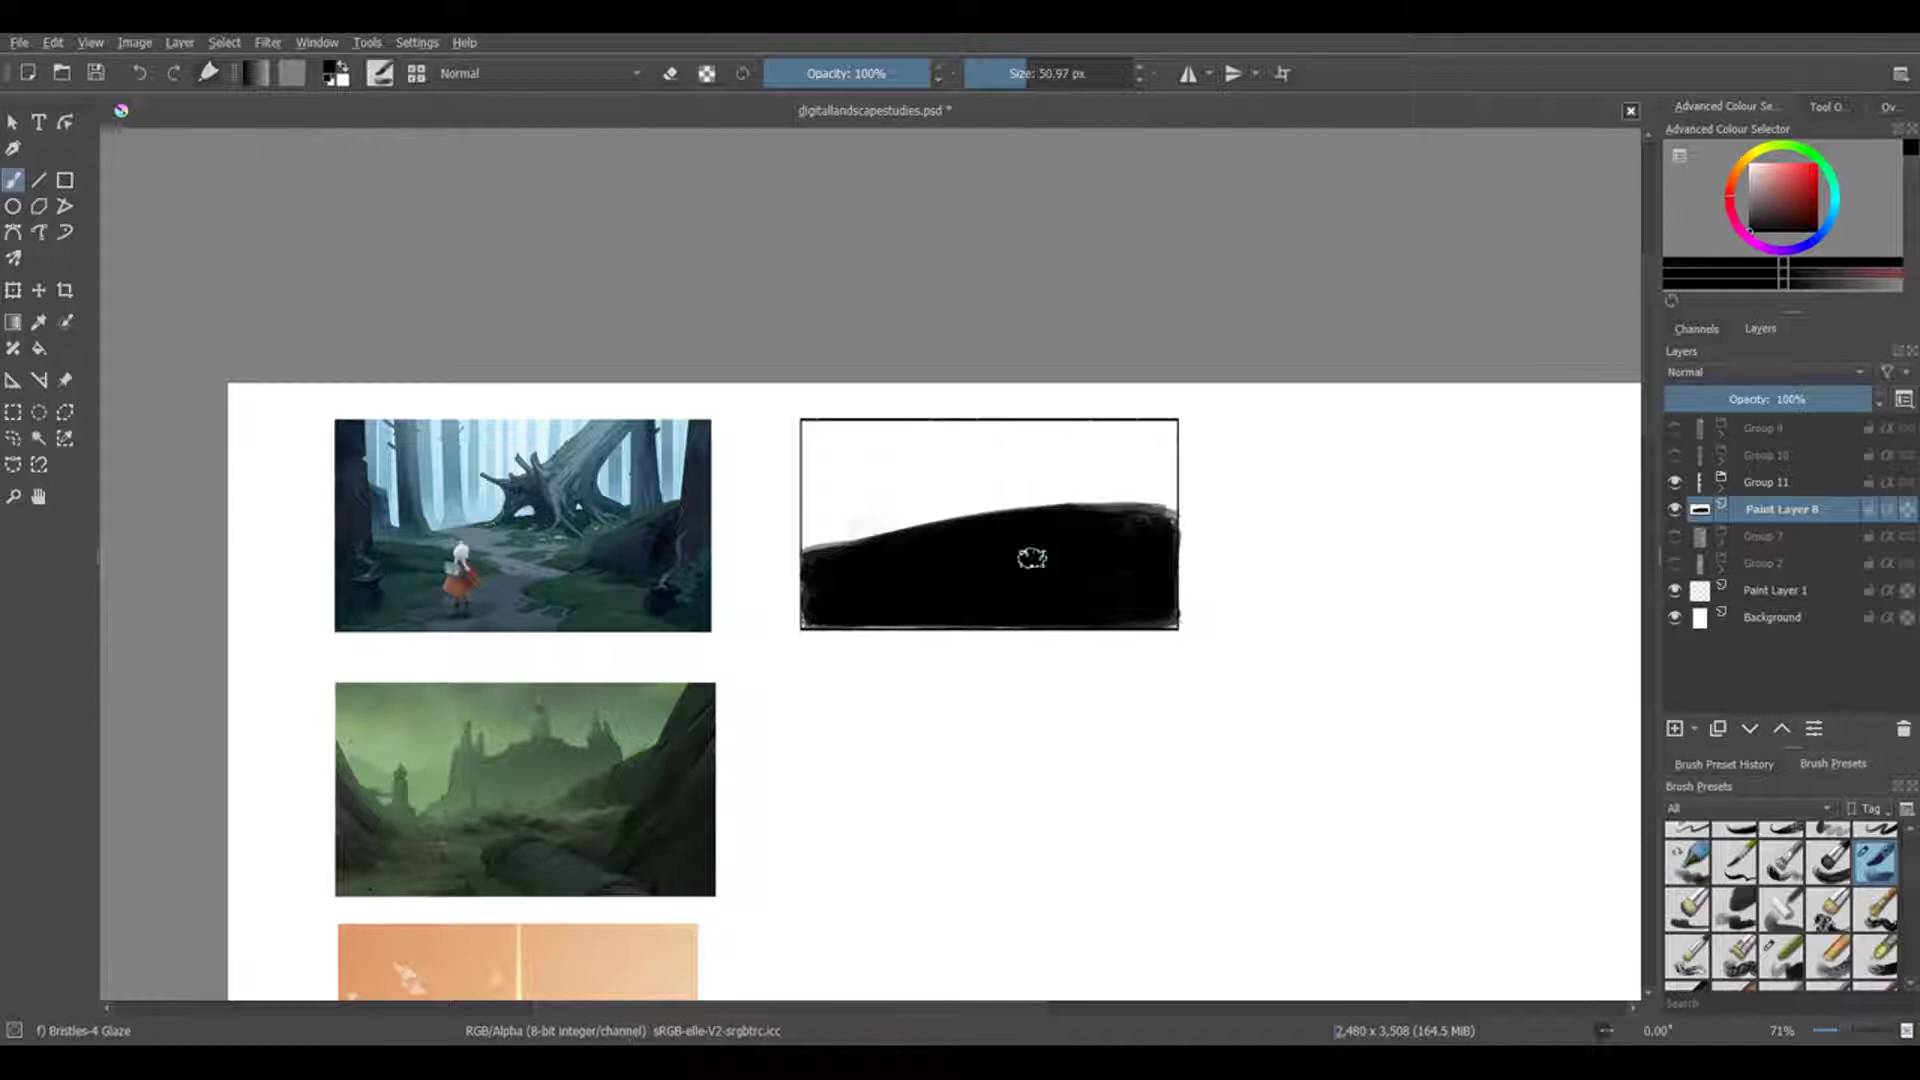 File Edit View Image Layer Select Filter Window Tools Settings Help
Normal Opacity: 100% Size: 50.97 px
digitallandscapestudies.psd *
Advanced Colour Se... Tool O... Ov...
Advanced Colour Selector
Channels Layers
Layers
Normal
Opacity: 100%
Group 9
Group 10
Group 11
Paint Layer 8
Group 7
Group 2
Paint Layer 1
Background
Brush Preset History Brush Presets
Brush Presets
All Tag
Search
f) Bristles-4 Glaze RGB/Alpha (8-bit integer/channel) sRGB-elle-V2-srgbtrc.icc 2,480 x 3,508 (164.5 MiB) 0.00° 71%